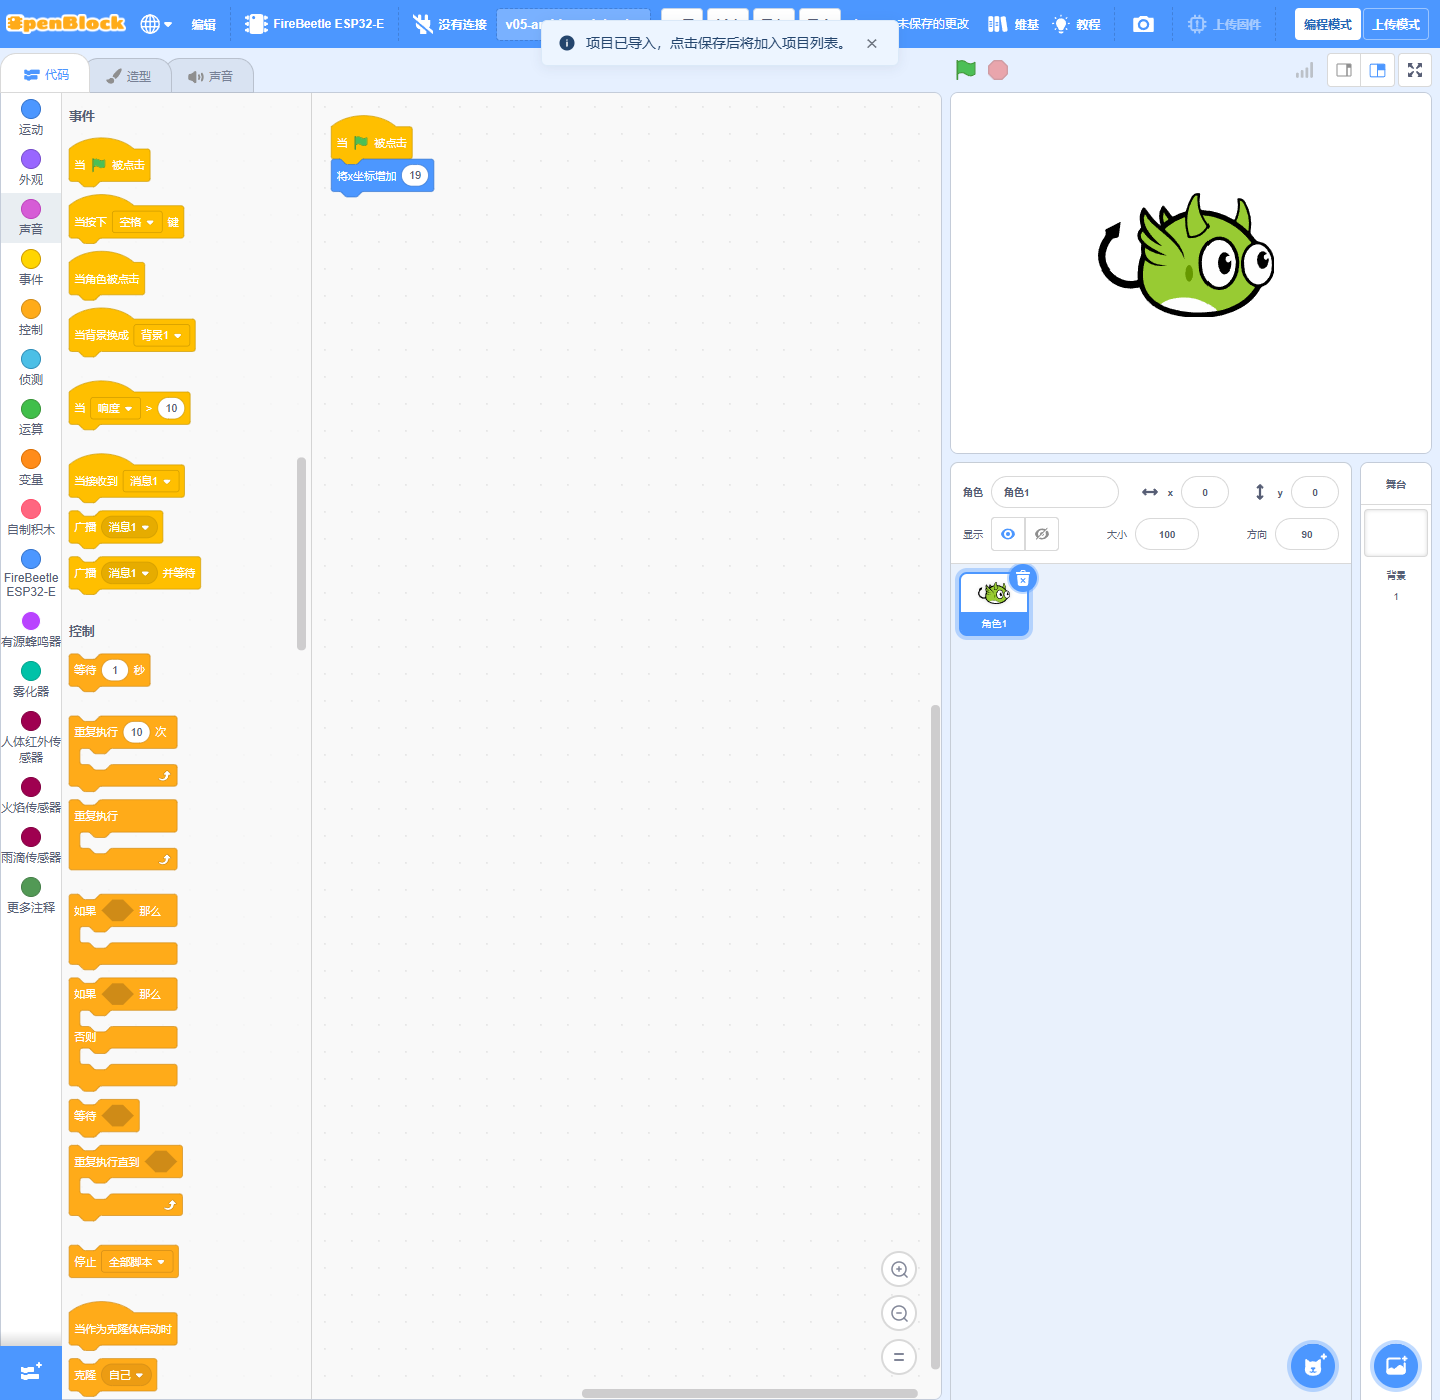 OpenBlock
编辑
FireBeetle ESP32-E
没有连接
未保存的更改
维基
教程
上传固件
编程模式
上传模式
项目已导入，点击保存后将加入项目列表。
代码
造型
声音
运动
外观
声音
事件
控制
侦测
运算
变量
自制积木
FireBeetle
ESP32-E
有源蜂鸣器
雾化器
人体红外传
感器
火焰传感器
雨滴传感器
更多注释
事件
当 被点击
当按下 空格 键
当角色被点击
当背景换成 背景1
当 响度 > 10
当接收到 消息1
广播 消息1
广播 消息1 并等待
控制
等待 1 秒
重复执行 10 次
重复执行
如果 那么
如果 那么
否则
等待
重复执行直到
停止 全部脚本
当作为克隆体启动时
克隆 自己
当 被点击
将x坐标增加 19
角色 角色1
x 0
y 0
显示
大小 100
方向 90
角色1
舞台
背景
1